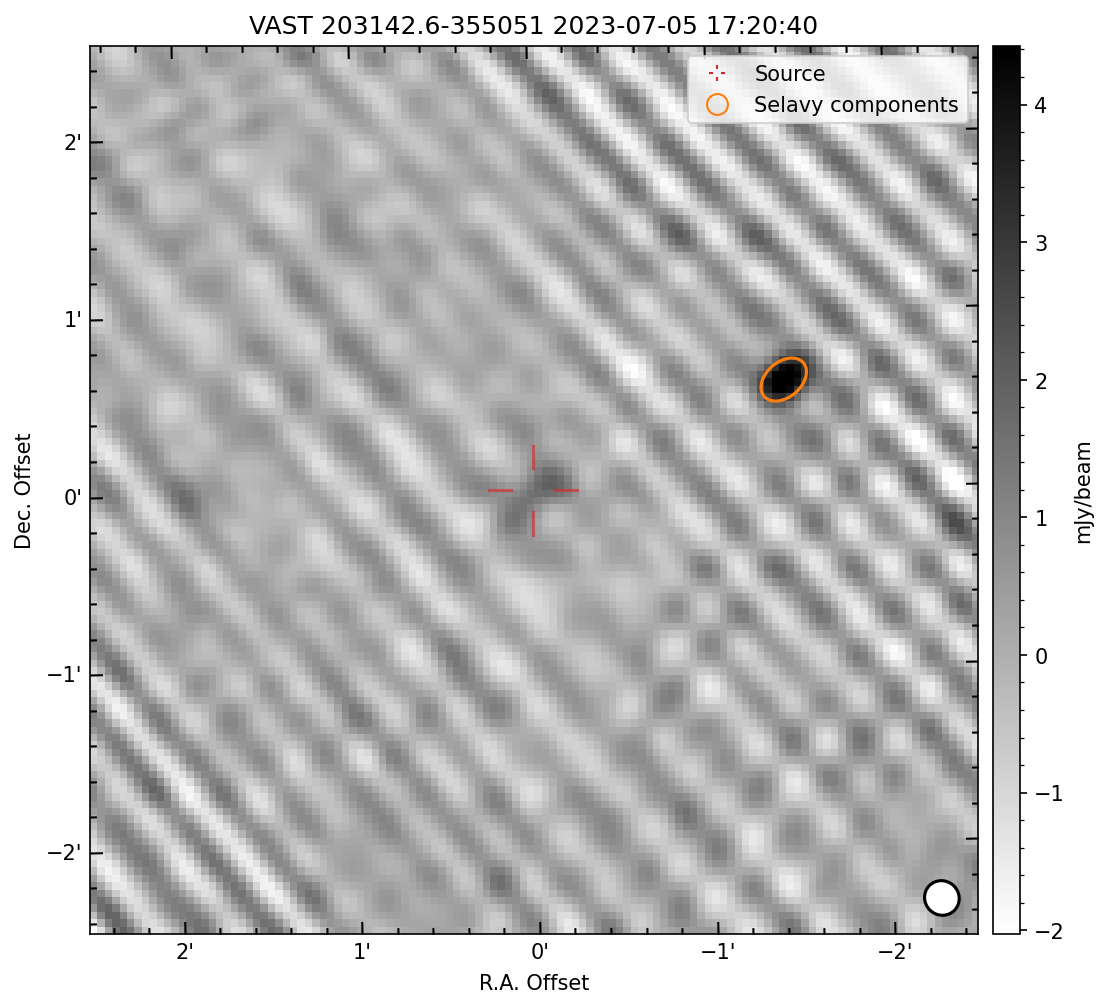 VAST 203142.6-355051 2023-07-05 17:20:40
Source
Selavy components
2'
1'
0'
−1'
−2'
Dec. Offset
2'
1'
0'
−1'
−2'
R.A. Offset
4
3
2
1
0
−1
−2
mJy/beam